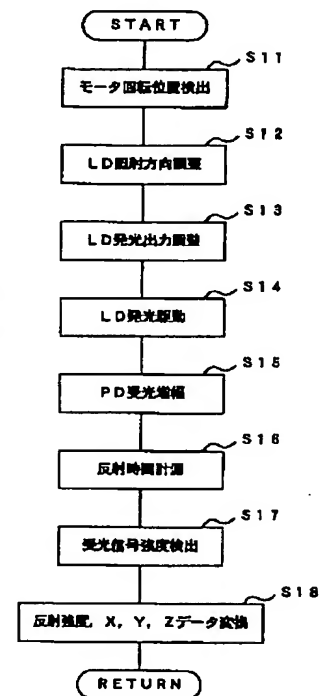 START
S11
モータ回転位置検出
S12
LD照射方向調整
S13
LD発光出力調整
S14
LD発光駆動
S15
PD受光増幅
S16
反射時間計測
S17
受光信号強度検出
S18
反射強度, X, Y, Zデータ変換
RETURN